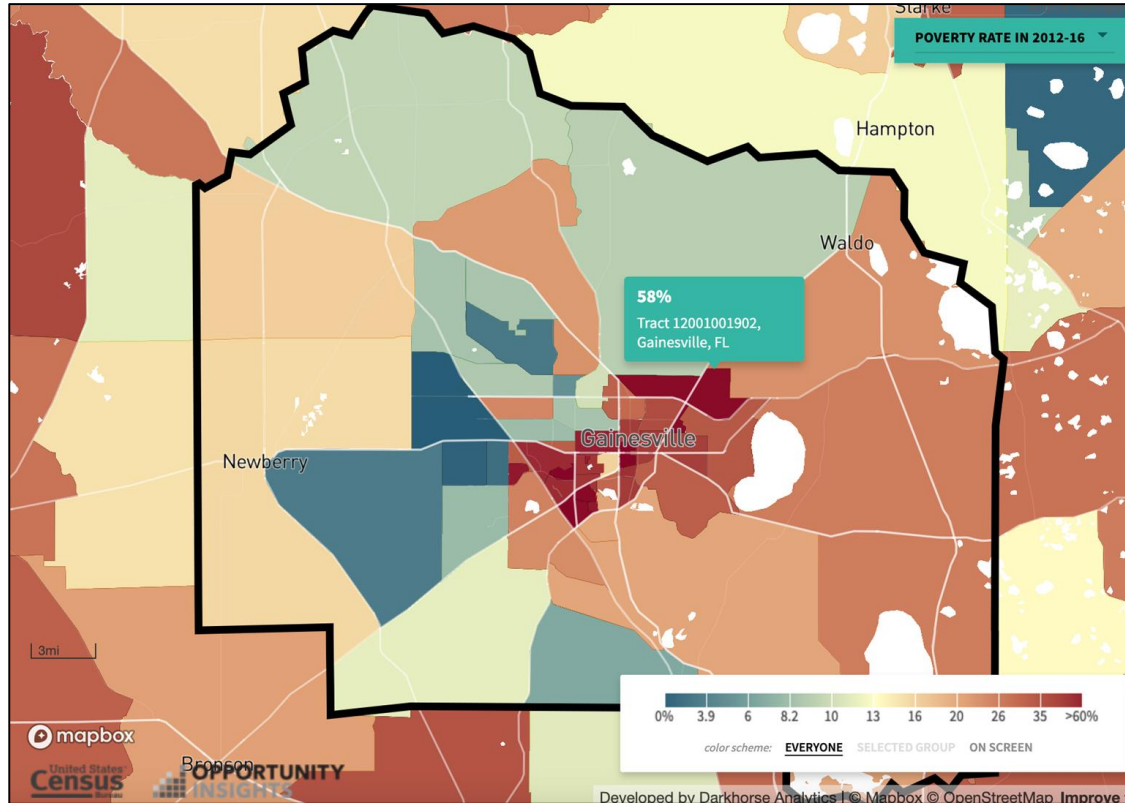 Starke
POVERTY RATE IN 2012-16
Hampton
Waldo
58%
Tract 12001001902,
Gainesville, FL
Gainesville
Newberry
3mi
0% 3.9 6 8.2 10 13 16 20 26 35 >60%
color scheme: EVERYONE SELECTED GROUP ON SCREEN
mapbox
Bronson
United States™
Census
Bureau
OPPORTUNITY
INSIGHTS
Developed by Darkhorse Analytics | © Mapbox © OpenStreetMap Improve